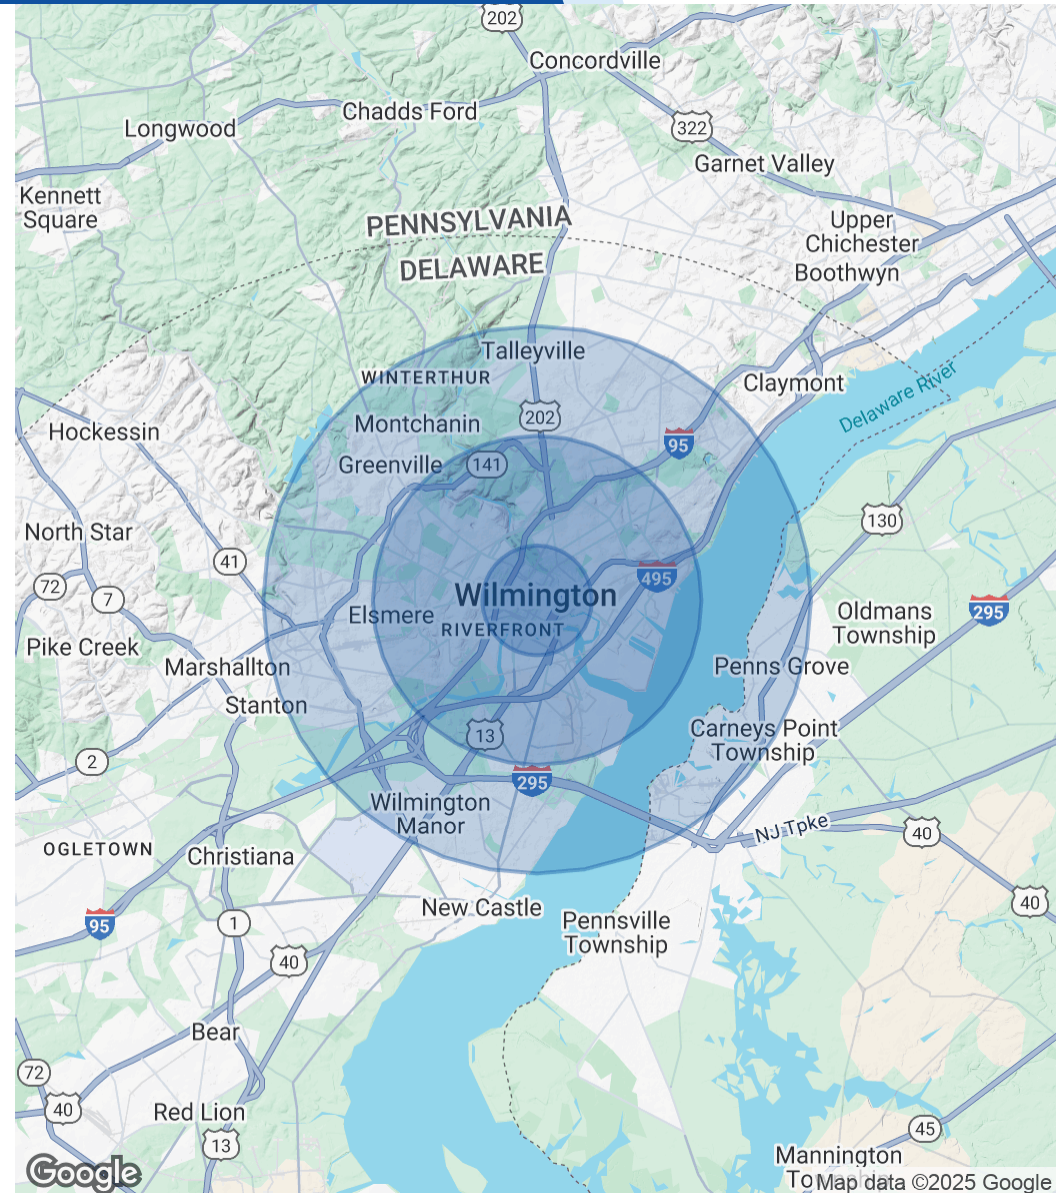 202
Concordville
Chadds Ford
322
Longwood
Garnet Valley
Kennett
Square
PENNSYLVANIA
Upper
Chichester
DELAWARE
Boothwyn
Talleyville
WINTERTHUR
Claymont
Delaware River
202
Montchanin
Hockessin
95
Greenville
141
130
North Star
41
495
72
7
Wilmington
295
Elsmere
RIVERFRONT
Oldmans
Township
Pike Creek
Marshallton
Penns Grove
Stanton
13
Carneys Point
Township
2
295
Wilmington
Manor
NJ Tpke
40
OGLETOWN
Christiana
40
New Castle
95
1
Pennsville
Township
40
Bear
72
40
Red Lion
45
13
Mannington
Google
Map data ©2025 Google